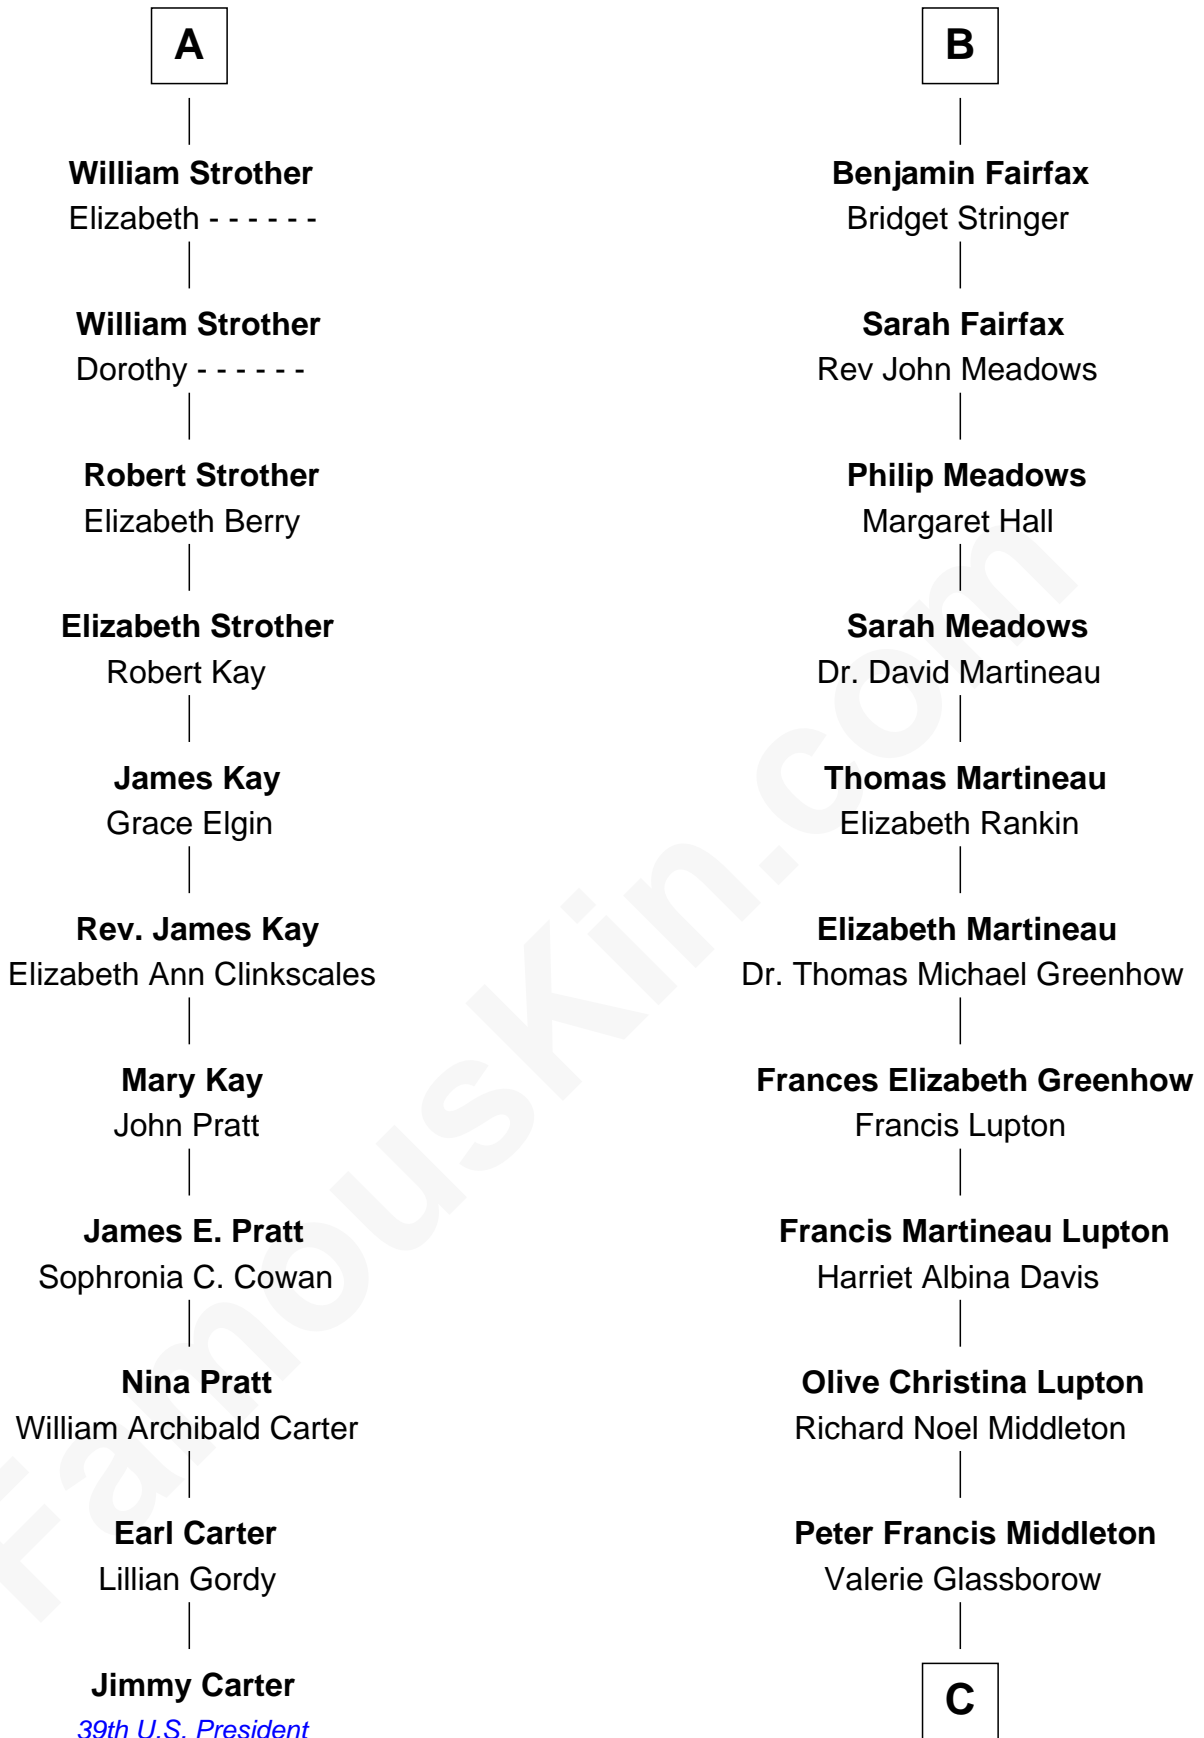 A
William Strother
Elizabeth - - - - - -
William Strother
Dorothy - - - - - -
Robert Strother
Elizabeth Berry
Elizabeth Strother
Robert Kay
James Kay
Grace Elgin
Rev. James Kay
Elizabeth Ann Clinkscales
Mary Kay
John Pratt
James E. Pratt
Sophronia C. Cowan
Nina Pratt
William Archibald Carter
Earl Carter
Lillian Gordy
Jimmy Carter
39th U.S. President
B
Benjamin Fairfax
Bridget Stringer
Sarah Fairfax
Rev John Meadows
Philip Meadows
Margaret Hall
Sarah Meadows
Dr. David Martineau
Thomas Martineau
Elizabeth Rankin
Elizabeth Martineau
Dr. Thomas Michael Greenhow
Frances Elizabeth Greenhow
Francis Lupton
Francis Martineau Lupton
Harriet Albina Davis
Olive Christina Lupton
Richard Noel Middleton
Peter Francis Middleton
Valerie Glassborow
C
FamousKin.com